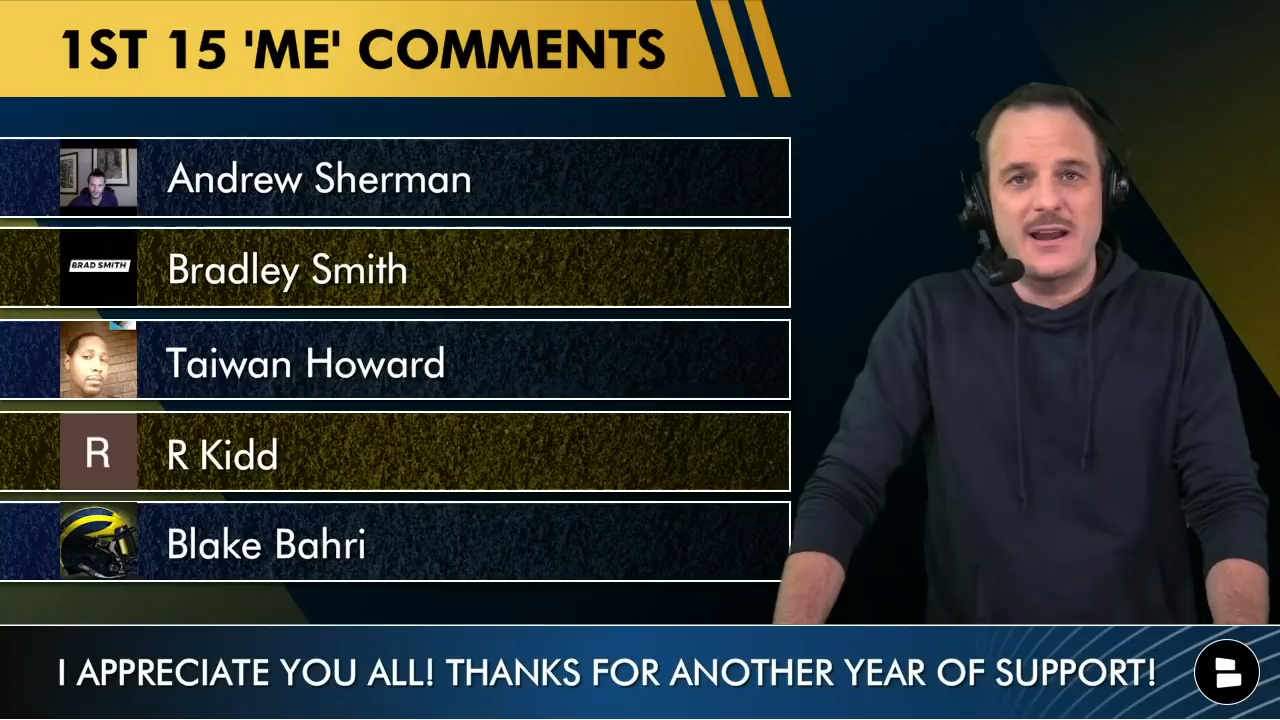 1ST 15 'ME' COMMENTS
Andrew Sherman
BRAD SMITH
Bradley Smith
Taiwan Howard
R
R Kidd
Blake Bahri
I APPRECIATE YOU ALL! THANKS FOR ANOTHER YEAR OF SUPPORT!